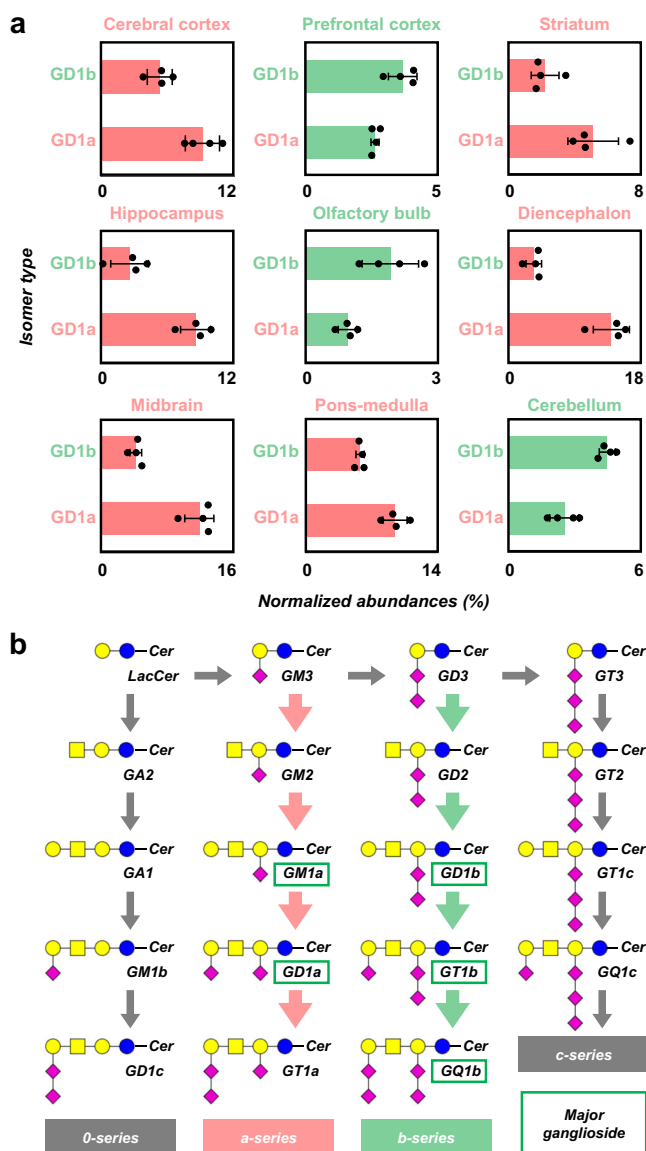 a
Cerebral cortex
Prefrontal cortex
Striatum
GD1b
GD1a
0
12
GD1b
GD1a
0
5
GD1b
GD1a
0
8
Isomer type
Hippocampus
Olfactory bulb
Diencephalon
GD1b
GD1a
0
12
GD1b
GD1a
0
3
GD1b
GD1a
0
18
Midbrain
Pons-medulla
Cerebellum
GD1b
GD1a
0
16
GD1b
GD1a
0
14
GD1b
GD1a
0
6
Normalized abundances (%)
b
Cer
Cer
Cer
Cer
LacCer
GM3
GD3
GT3
Cer
Cer
Cer
Cer
GA2
GM2
GD2
GT2
Cer
Cer
Cer
Cer
GA1
GM1a
GD1b
GT1c
Cer
Cer
Cer
Cer
GM1b
GD1a
GT1b
GQ1c
Cer
Cer
Cer
GD1c
GT1a
GQ1b
c-series
0-series
a-series
b-series
Major
ganglioside